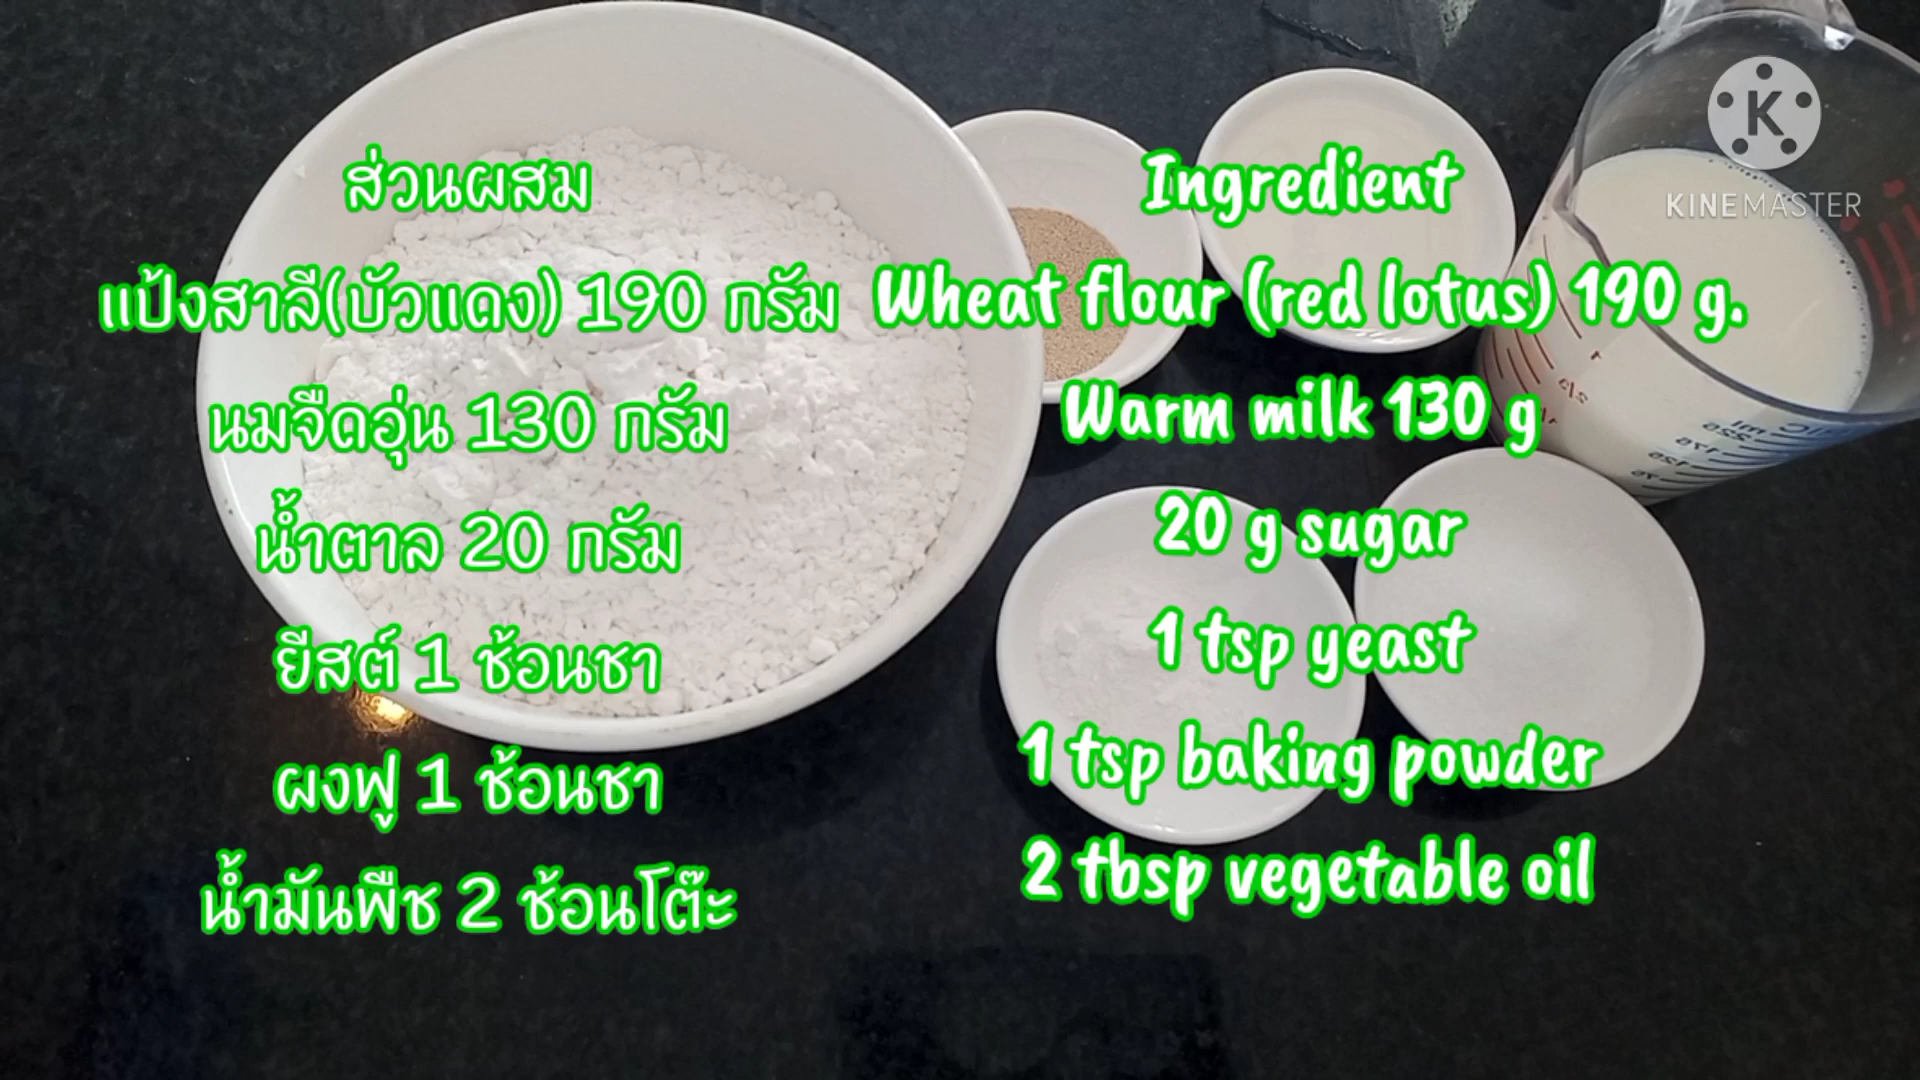 ส่วนผสม
แป้งสาลี(บัวแดง) 190 กรัม
นมจืดอุ่น 130 กรัม
น้ำตาล 20 กรัม
ยีสต์ 1 ช้อนชา
ผงฟู 1 ช้อนชา
น้ำมันพืช 2 ช้อนโต๊ะ
Ingredient
Wheat flour (red lotus) 190 g.
Warm milk 130 g
20 g sugar
1 tsp yeast
1 tsp baking powder
2 tbsp vegetable oil
K
KINEMASTER